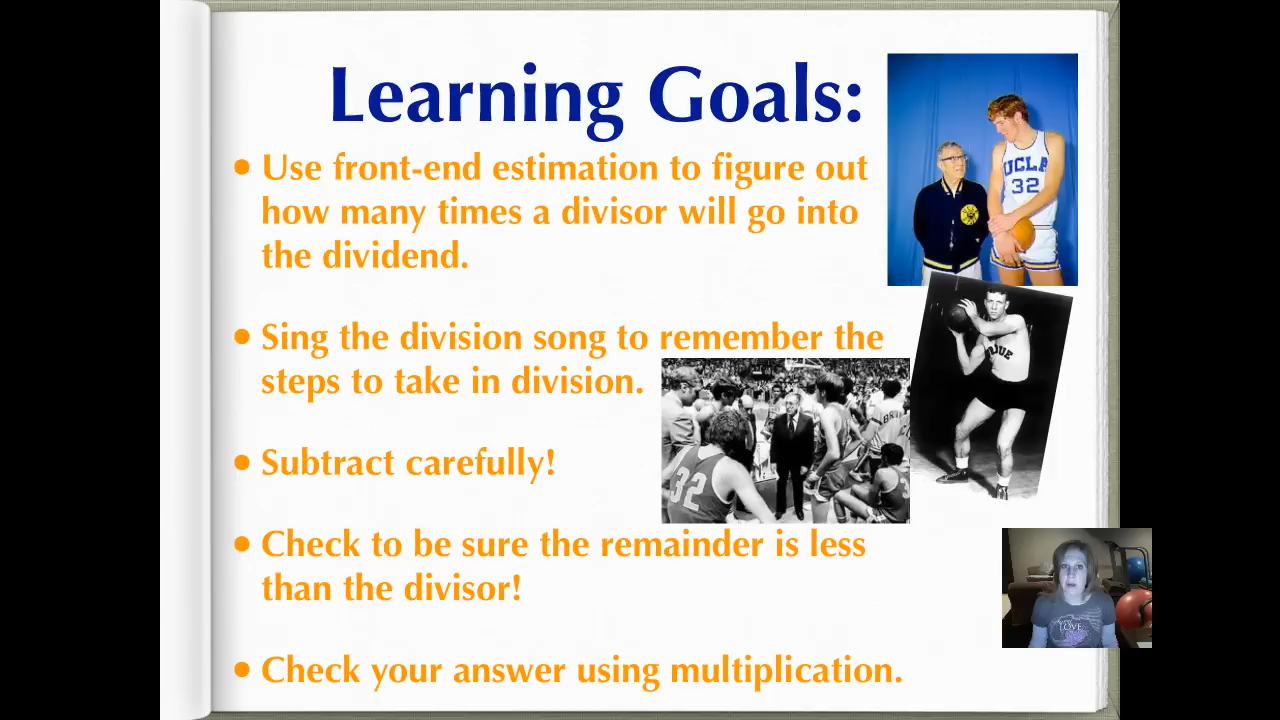 Learning Goals:
• Use front-end estimation to figure out
how many times a divisor will go into
the dividend.
• Sing the division song to remember the
steps to take in division.
• Subtract carefully!
• Check to be sure the remainder is less
than the divisor!
• Check your answer using multiplication.
UCLA
32
32
LOVE